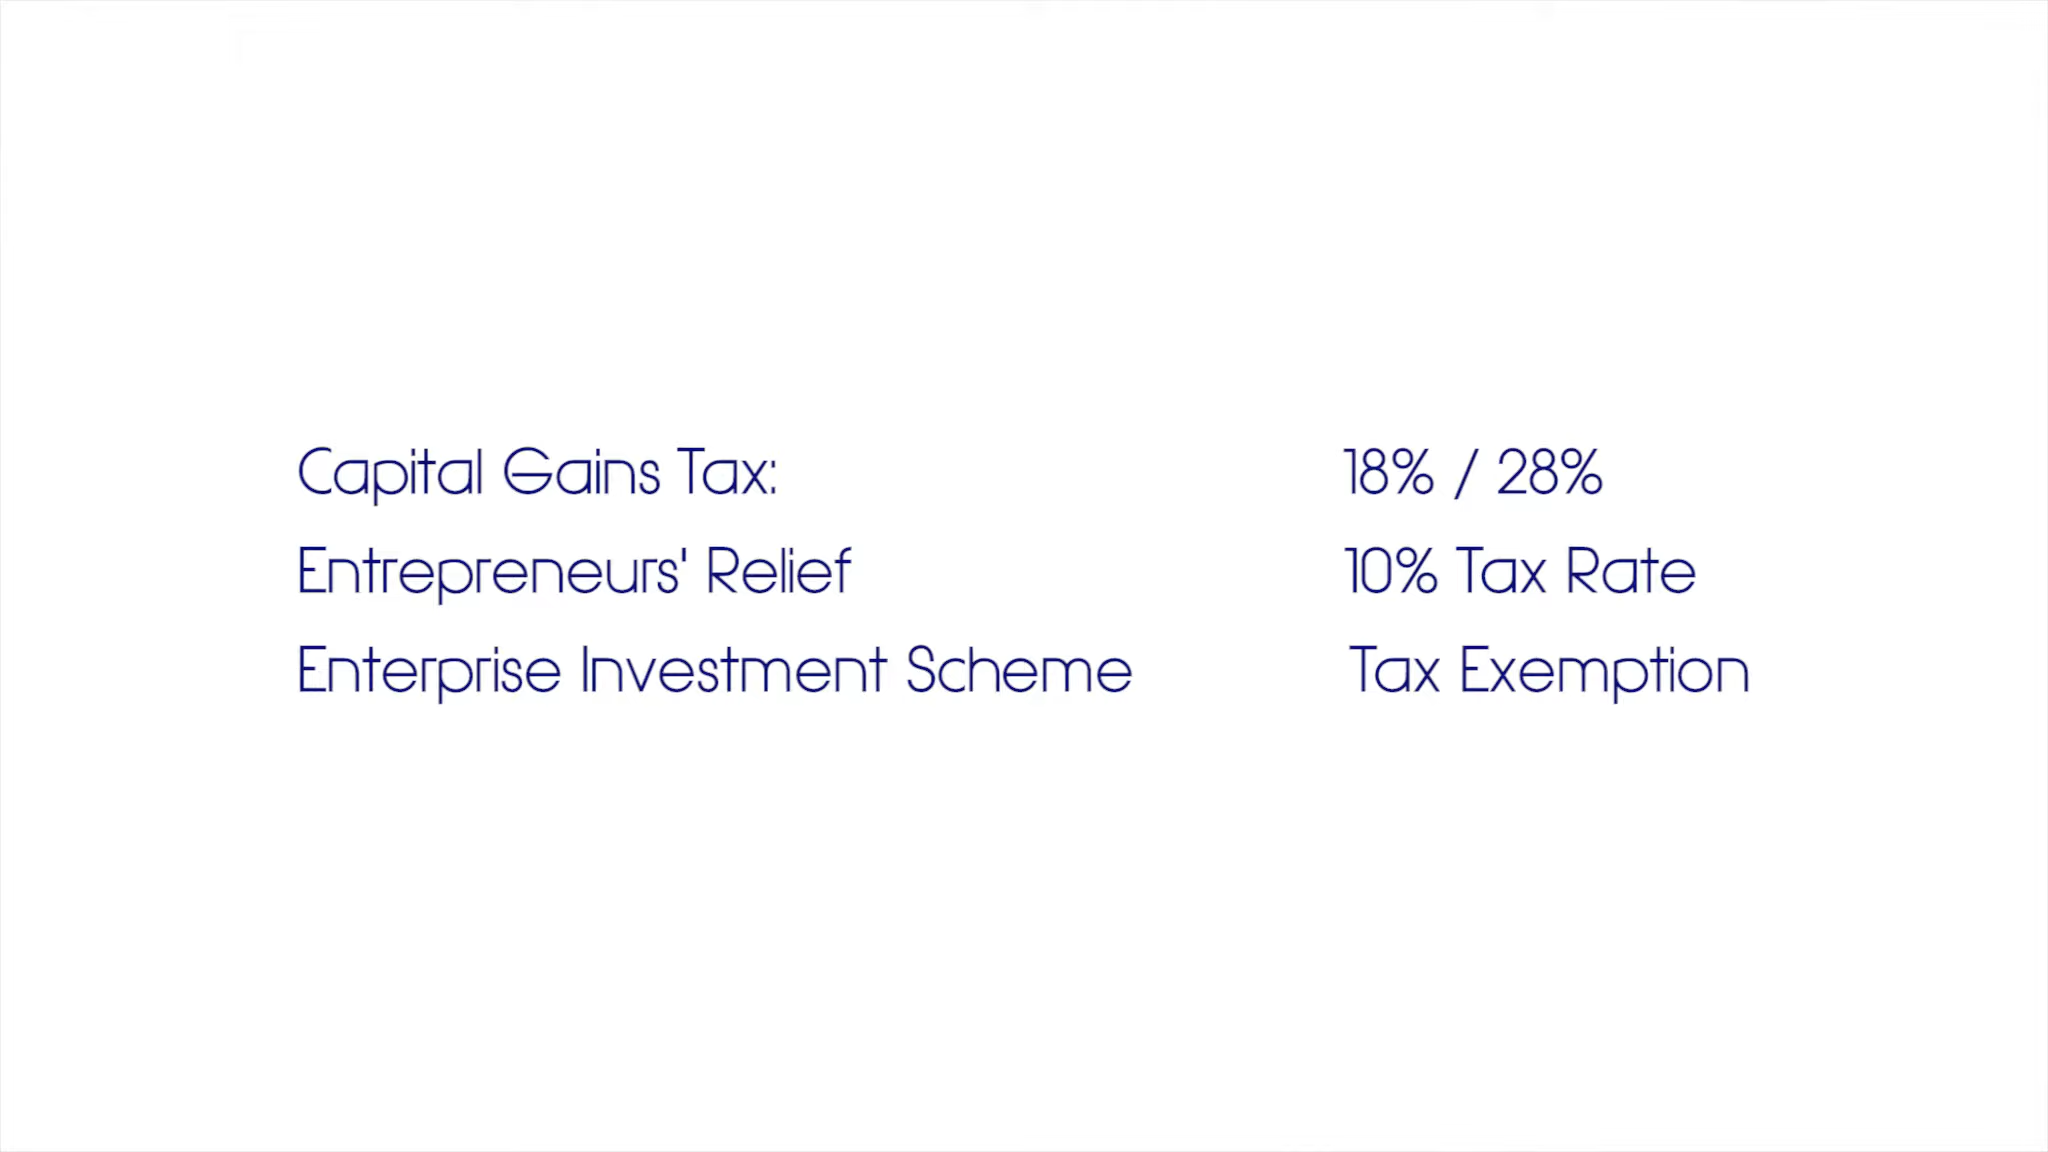 Capital Gains Tax: 18% / 28%
Entrepreneurs' Relief 10% Tax Rate
Enterprise Investment Scheme Tax Exemption